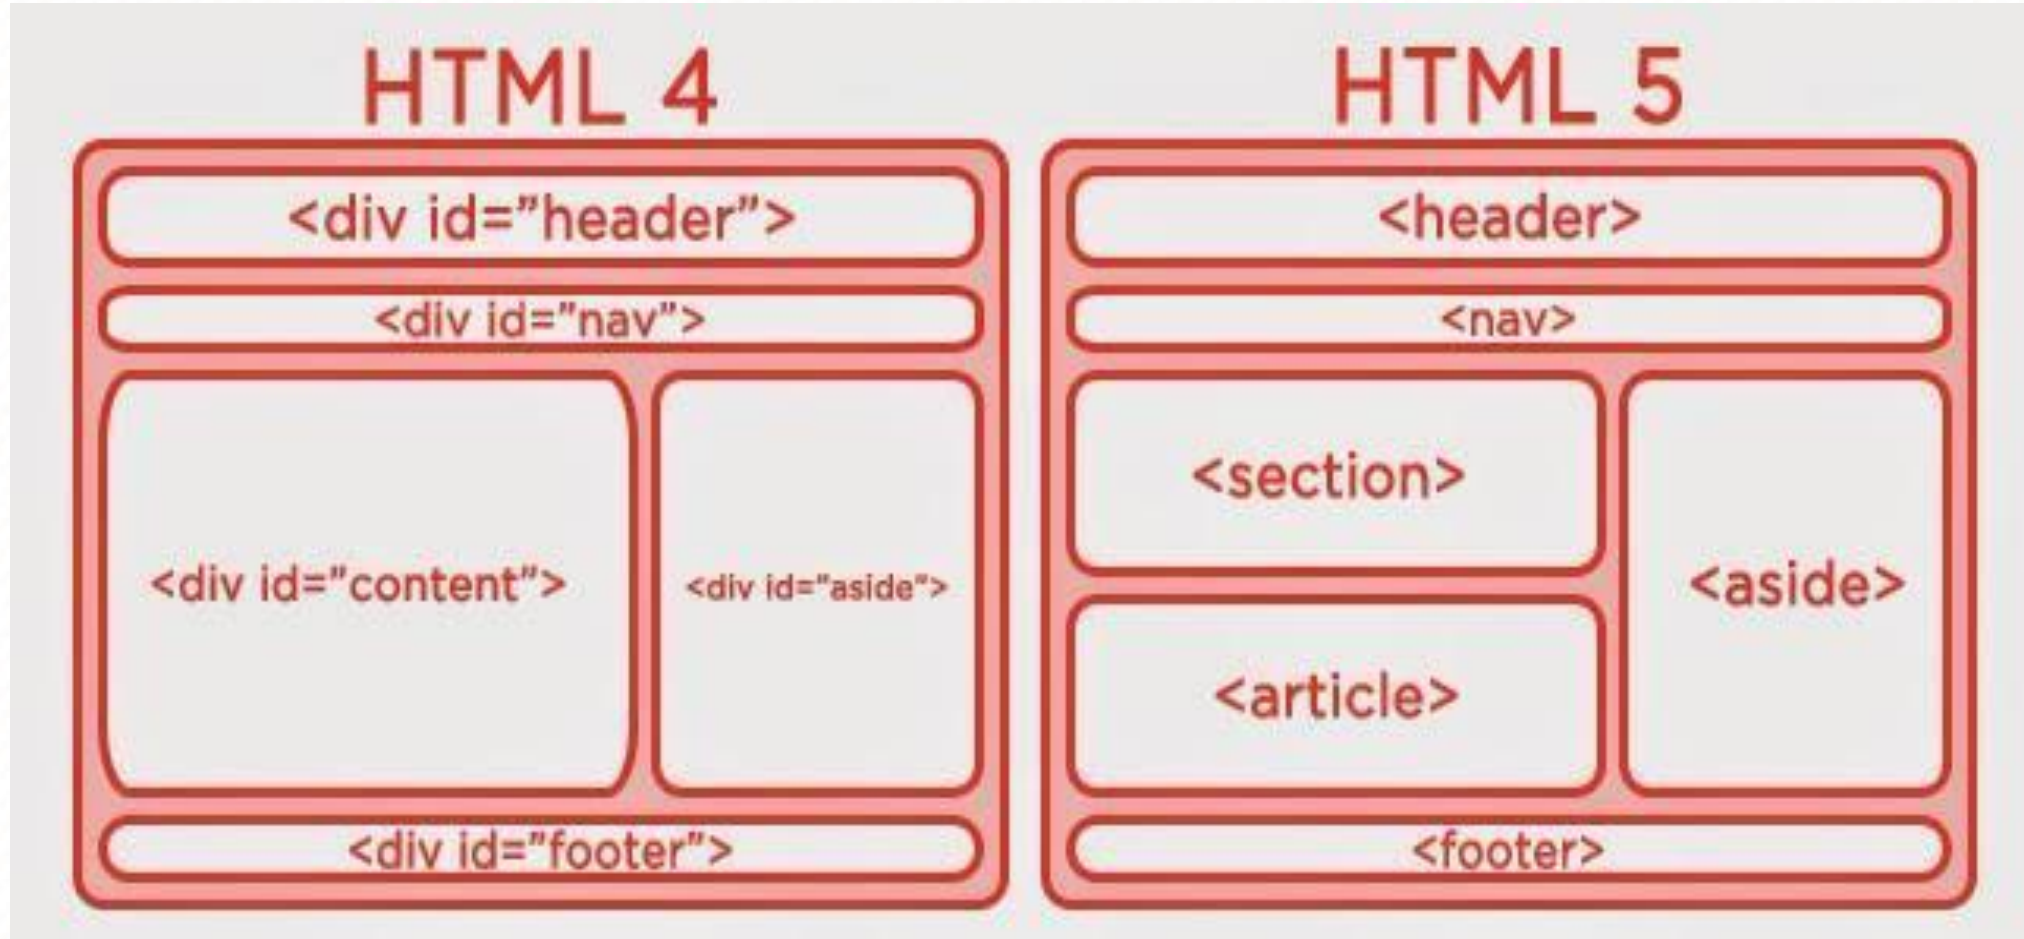 HTML 4
<div id=”header”>
<div id=”nav”>
<div id=”content”>
<div id=”aside”>
<div id=”footer”>
HTML 5
<header>
<nav>
<section>
<article>
<aside>
<footer>